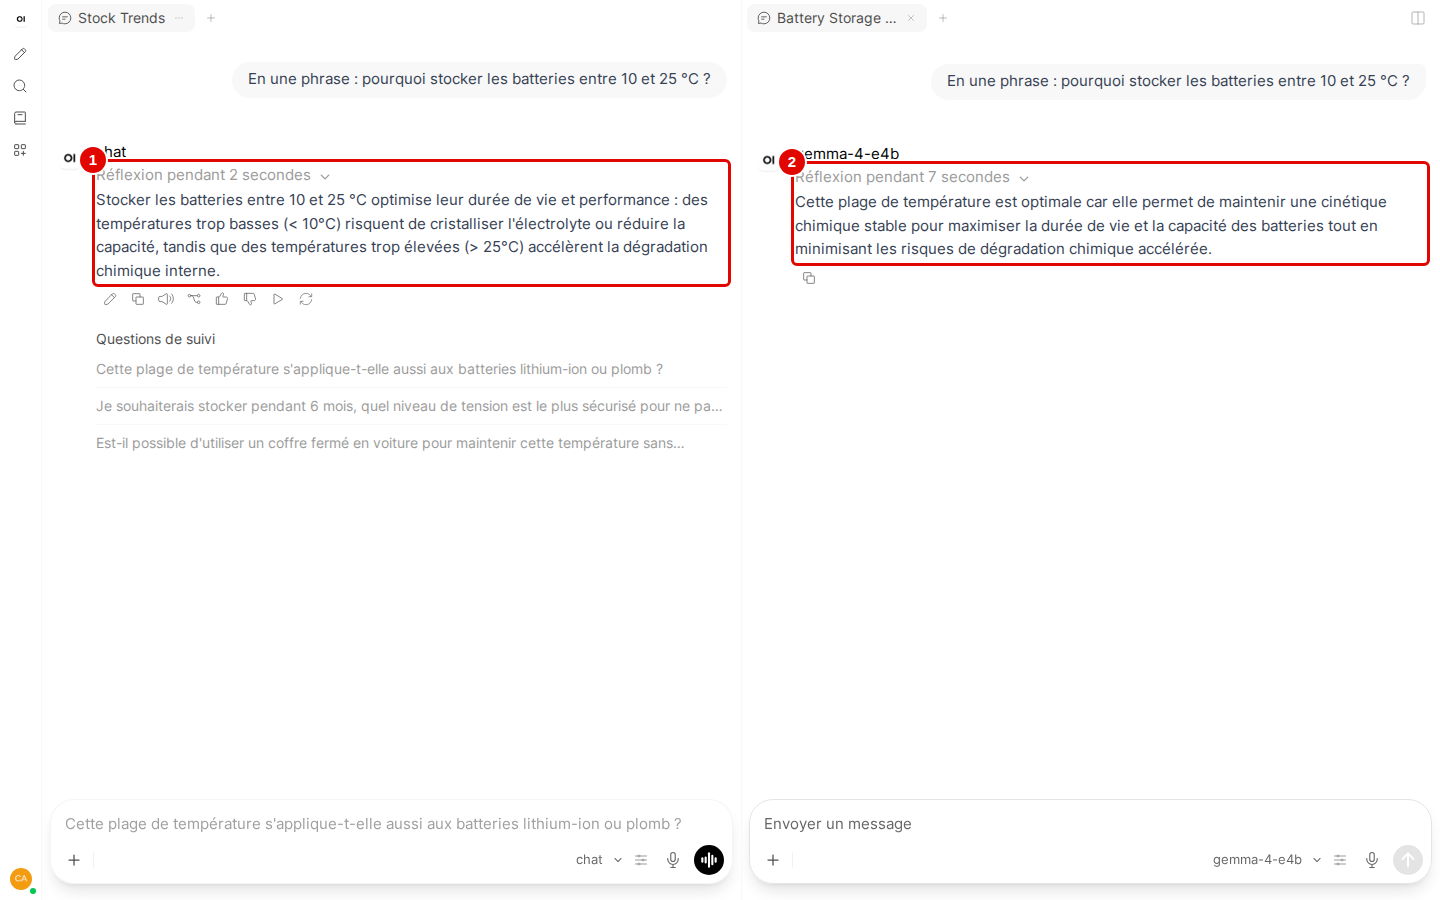 OI
Stock Trends
En une phrase : pourquoi stocker les batteries entre 10 et 25 °C ?
OI
1
hat
Réflexion pendant 2 secondes
Stocker les batteries entre 10 et 25 °C optimise leur durée de vie et performance : des
températures trop basses (< 10°C) risquent de cristalliser l'électrolyte ou réduire la
capacité, tandis que des températures trop élevées (> 25°C) accélèrent la dégradation
chimique interne.
Questions de suivi
Cette plage de température s'applique-t-elle aussi aux batteries lithium-ion ou plomb ?
Je souhaiterais stocker pendant 6 mois, quel niveau de tension est le plus sécurisé pour ne pa...
Est-il possible d'utiliser un coffre fermé en voiture pour maintenir cette température sans...
Cette plage de température s'applique-t-elle aussi aux batteries lithium-ion ou plomb ?
chat
CA
Battery Storage ...
En une phrase : pourquoi stocker les batteries entre 10 et 25 °C ?
OI
2
emma-4-e4b
Réflexion pendant 7 secondes
Cette plage de température est optimale car elle permet de maintenir une cinétique
chimique stable pour maximiser la durée de vie et la capacité des batteries tout en
minimisant les risques de dégradation chimique accélérée.
Envoyer un message
gemma-4-e4b